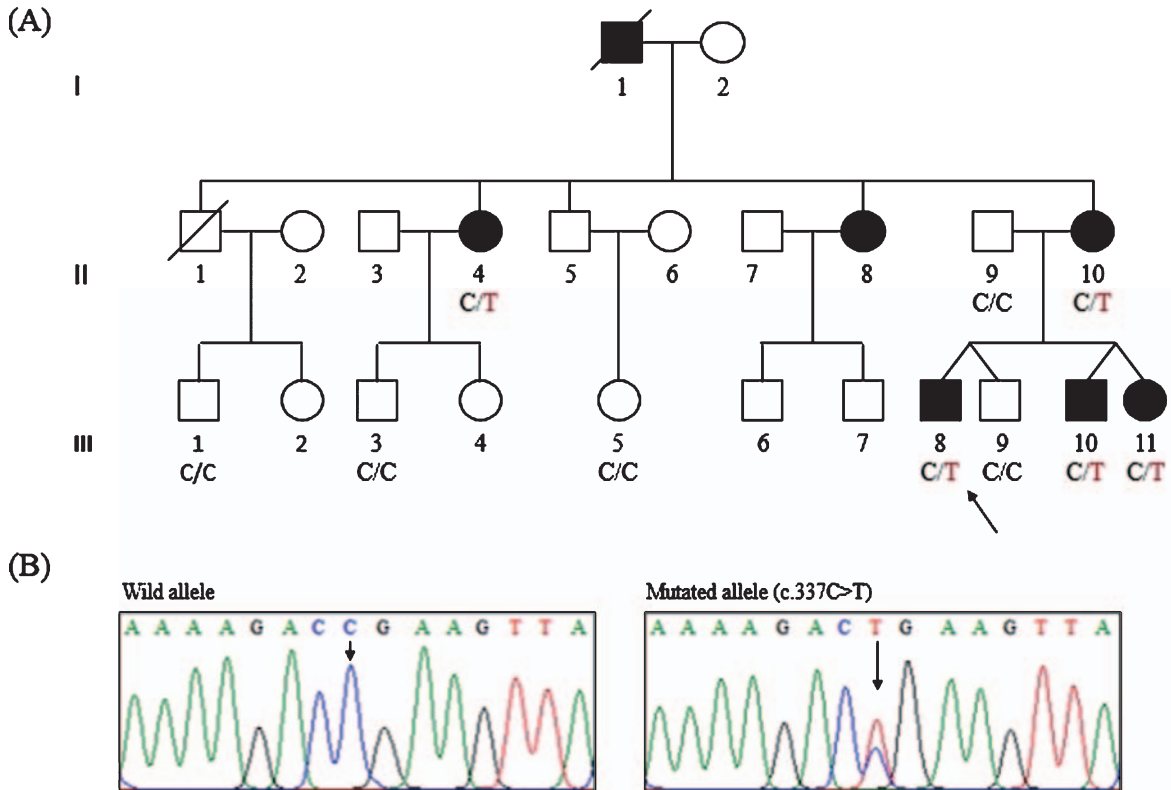 (A)
I
1 2
1 2 3 4 5 6 7 8 9 10
II
C/T C/C C/T
1 2 3 4 5 6 7 8 9 10 11
III
C/C C/C C/C C/T C/C C/T C/T
(B)
Wild allele
A A A A G A C C G A A G T T A
Mutated allele (c.337C>T)
A A A A G A C T G A A G T T A